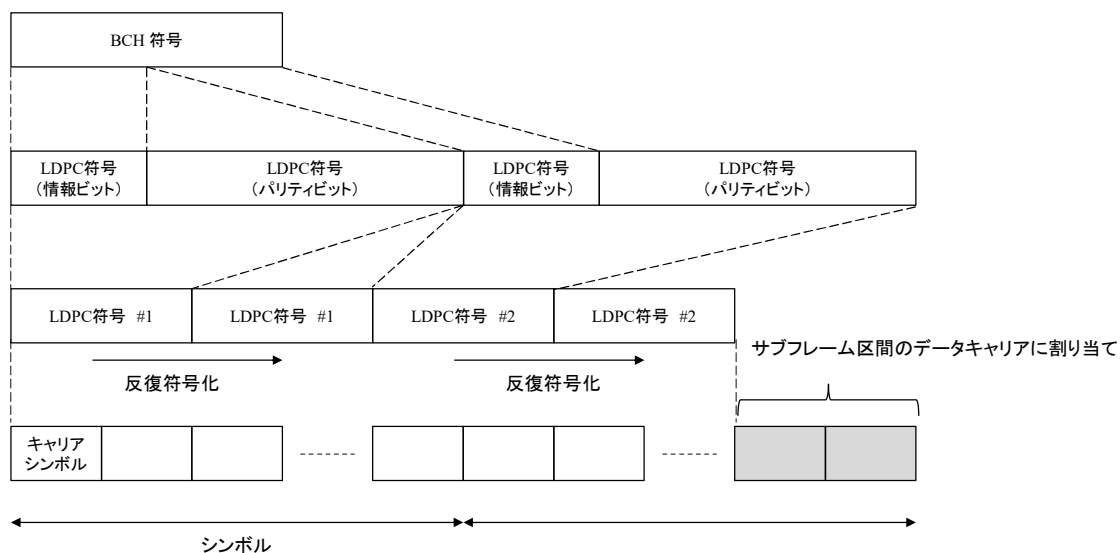 BCH 符号
LDPC符号
（情報ビット）
LDPC符号
（パリティビット）
LDPC符号
（情報ビット）
LDPC符号
（パリティビット）
LDPC符号 #1
LDPC符号 #1
LDPC符号 #2
LDPC符号 #2
反復符号化
反復符号化
サブフレーム区間のデータキャリアに割り当て
キャリア
シンボル
シンボル